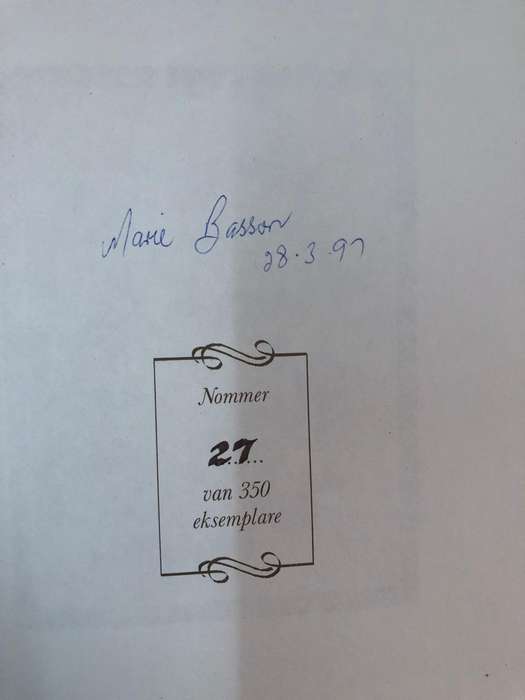 Marie Basson
28.3.97
Nommer
27
van 350
eksemplare